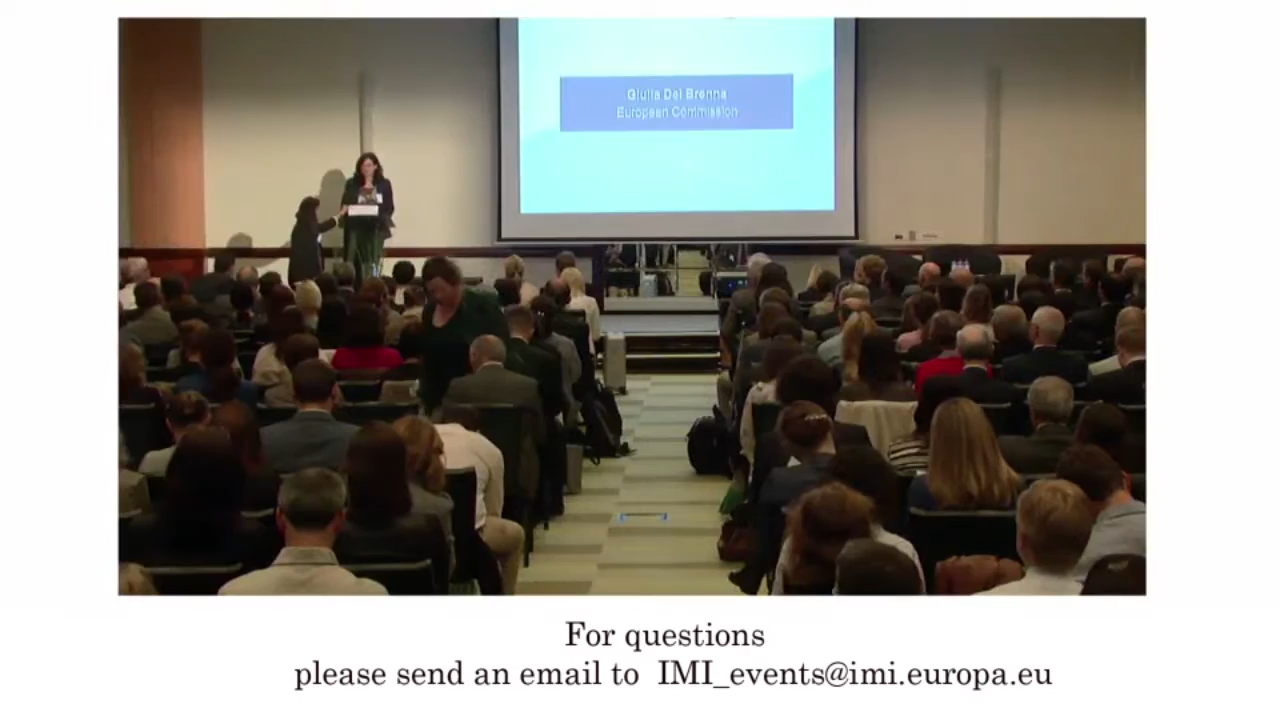 Giulia Del Brenna
European Commission
For questions
please send an email to IMI_events@imi.europa.eu